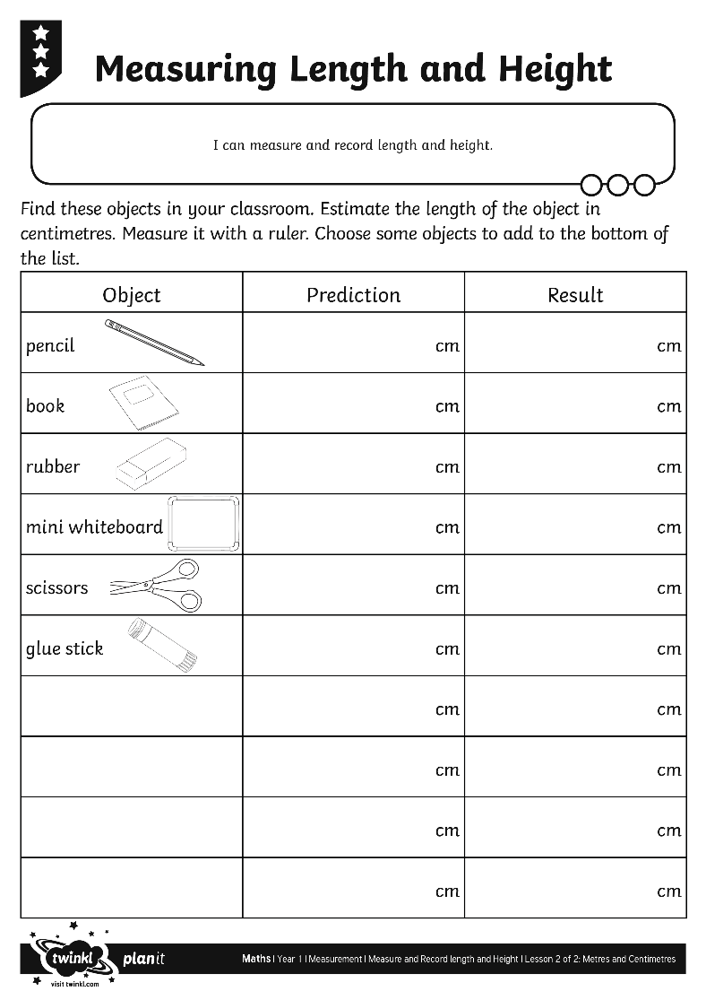 Measuring Length and Height
I can measure and record length and height.
Find these objects in your classroom. Estimate the length of the object in
centimetres. Measure it with a ruler. Choose some objects to add to the bottom of
the list.
Object Prediction Result
pencil cm cm
book cm cm
rubber cm cm
mini whiteboard cm cm
scissors cm cm
glue stick cm cm
cm cm
cm cm
cm cm
cm cm
twinkl planit Maths | Year 1 | Measurement | Measure and Record length and Height | Lesson 2 of 2: Metres and Centimetres
visit twinkl.com